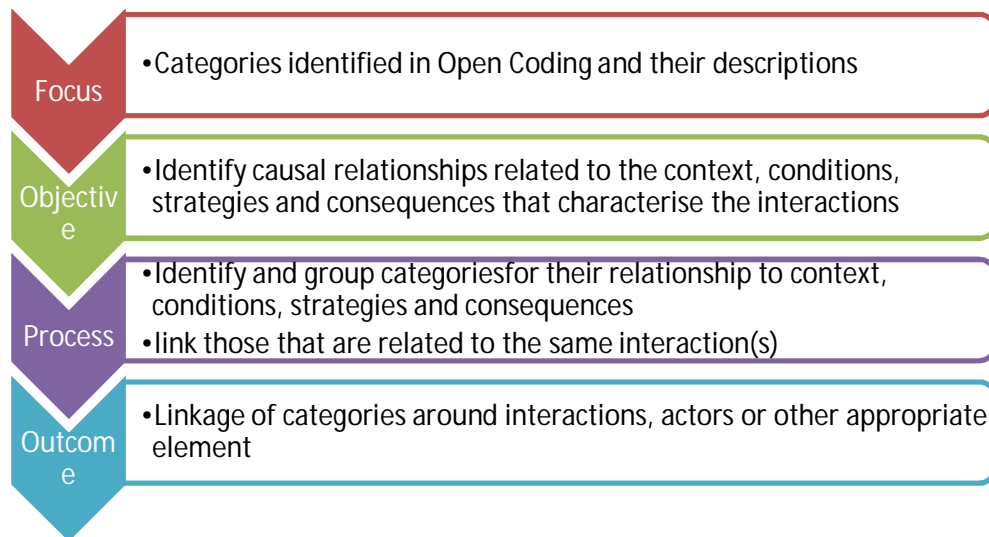 Focus
•Categories identified in Open Coding and their descriptions
Objectiv
e
•Identify causal relationships related to the context, conditions,
strategies and consequences that characterise the interactions
Process
•Identify and group categoriesfor their relationship to context,
conditions, strategies and consequences
•link those that are related to the same interaction(s)
Outcom
e
•Linkage of categories around interactions, actors or other appropriate
element